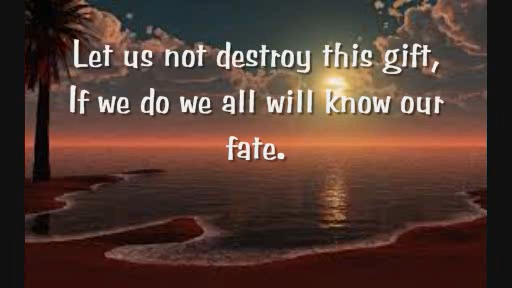 Let us not destroy this gift,
If we do we all will know our
fate.